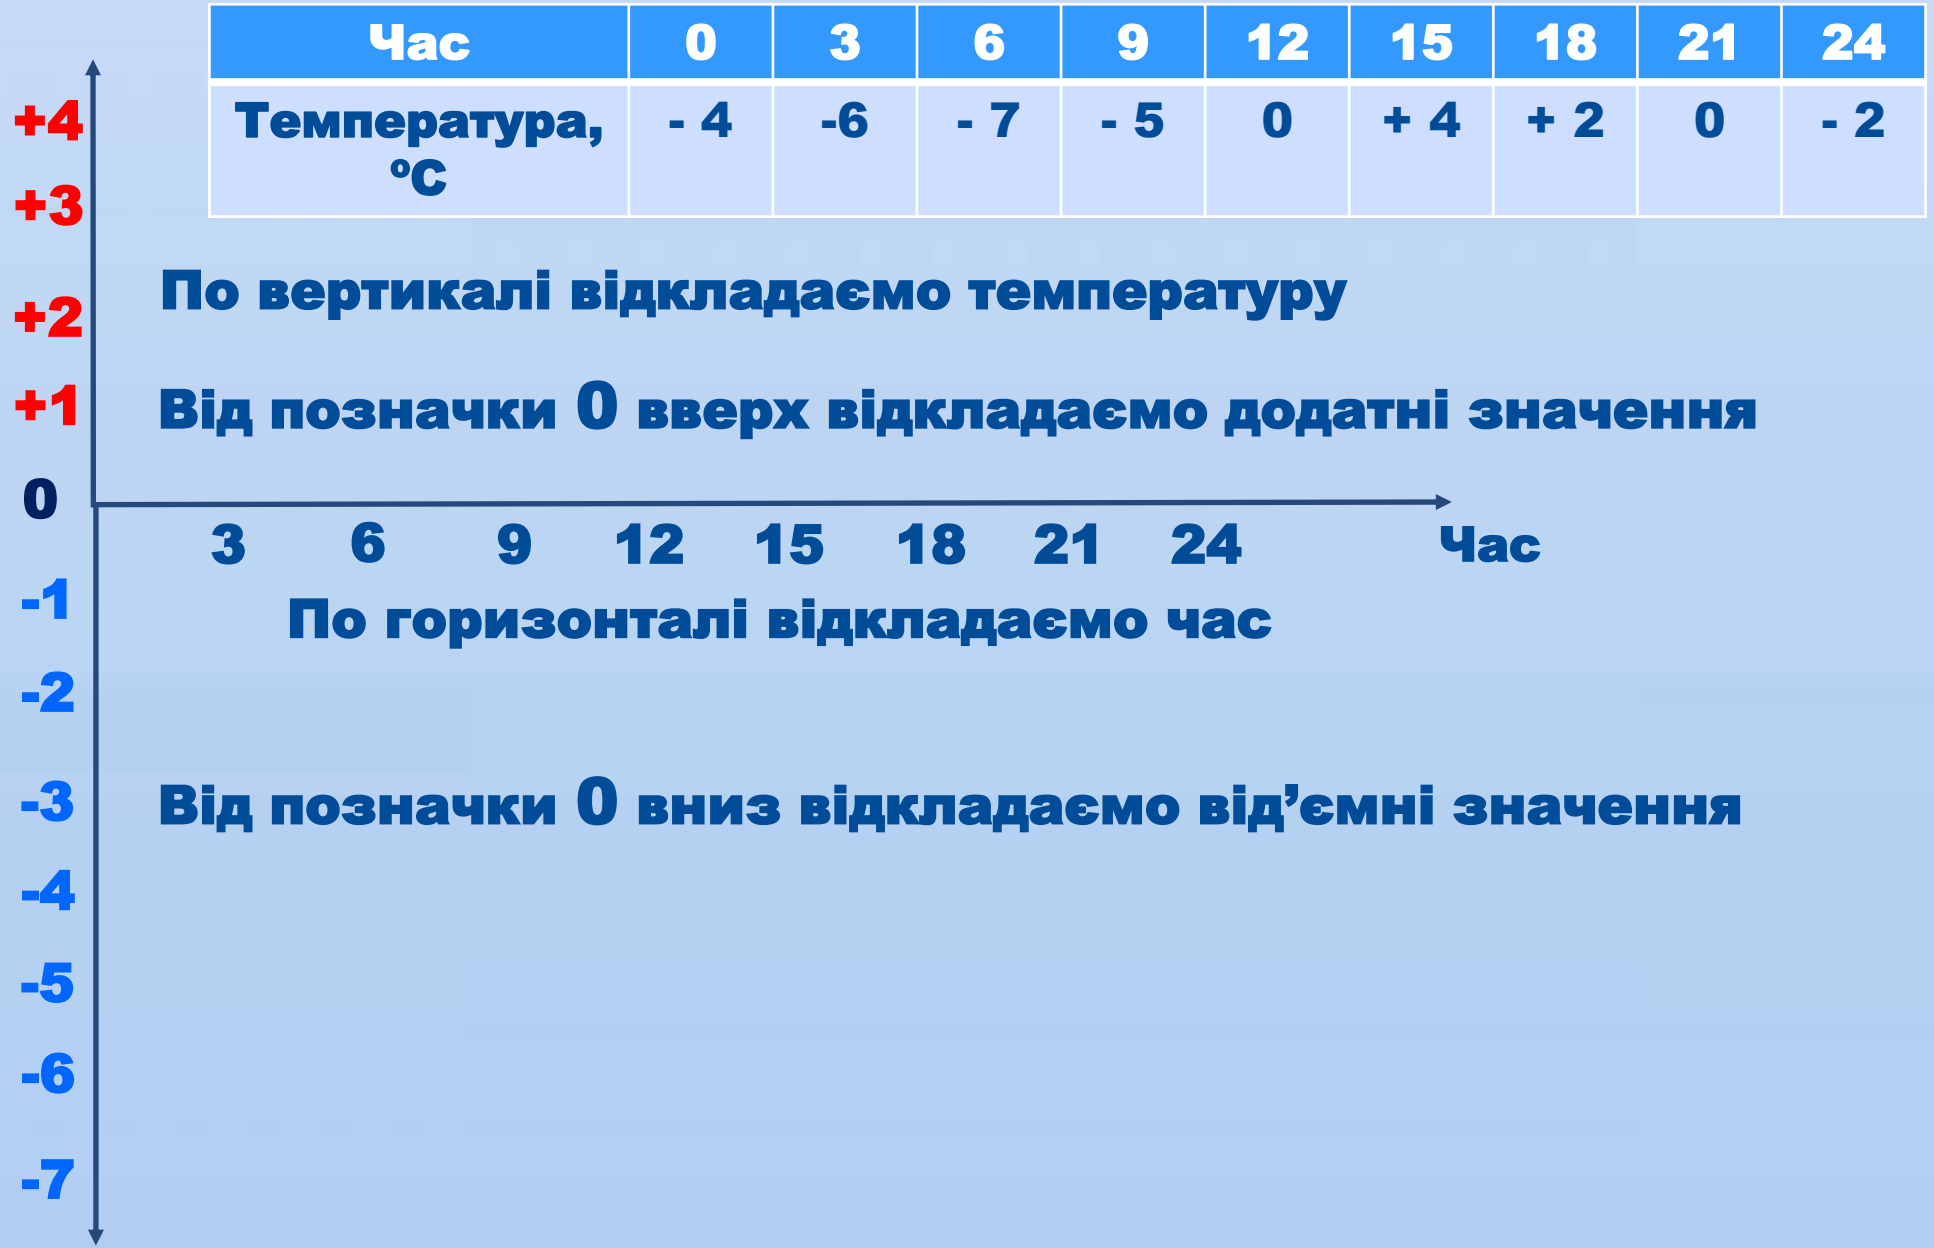 Час 0 3 6 9 12 15 18 21 24
Температура, - 4 -6 - 7 - 5 0 + 4 + 2 0 - 2
ºС
+4
+3
По вертикалі відкладаємо температуру
+2
Від позначки 0 вверх відкладаємо додатні значення
+1
0
3 6 9 12 15 18 21 24 Час
-1
По горизонталі відкладаємо час
-2
-3
Від позначки 0 вниз відкладаємо від’ємні значення
-4
-5
-6
-7